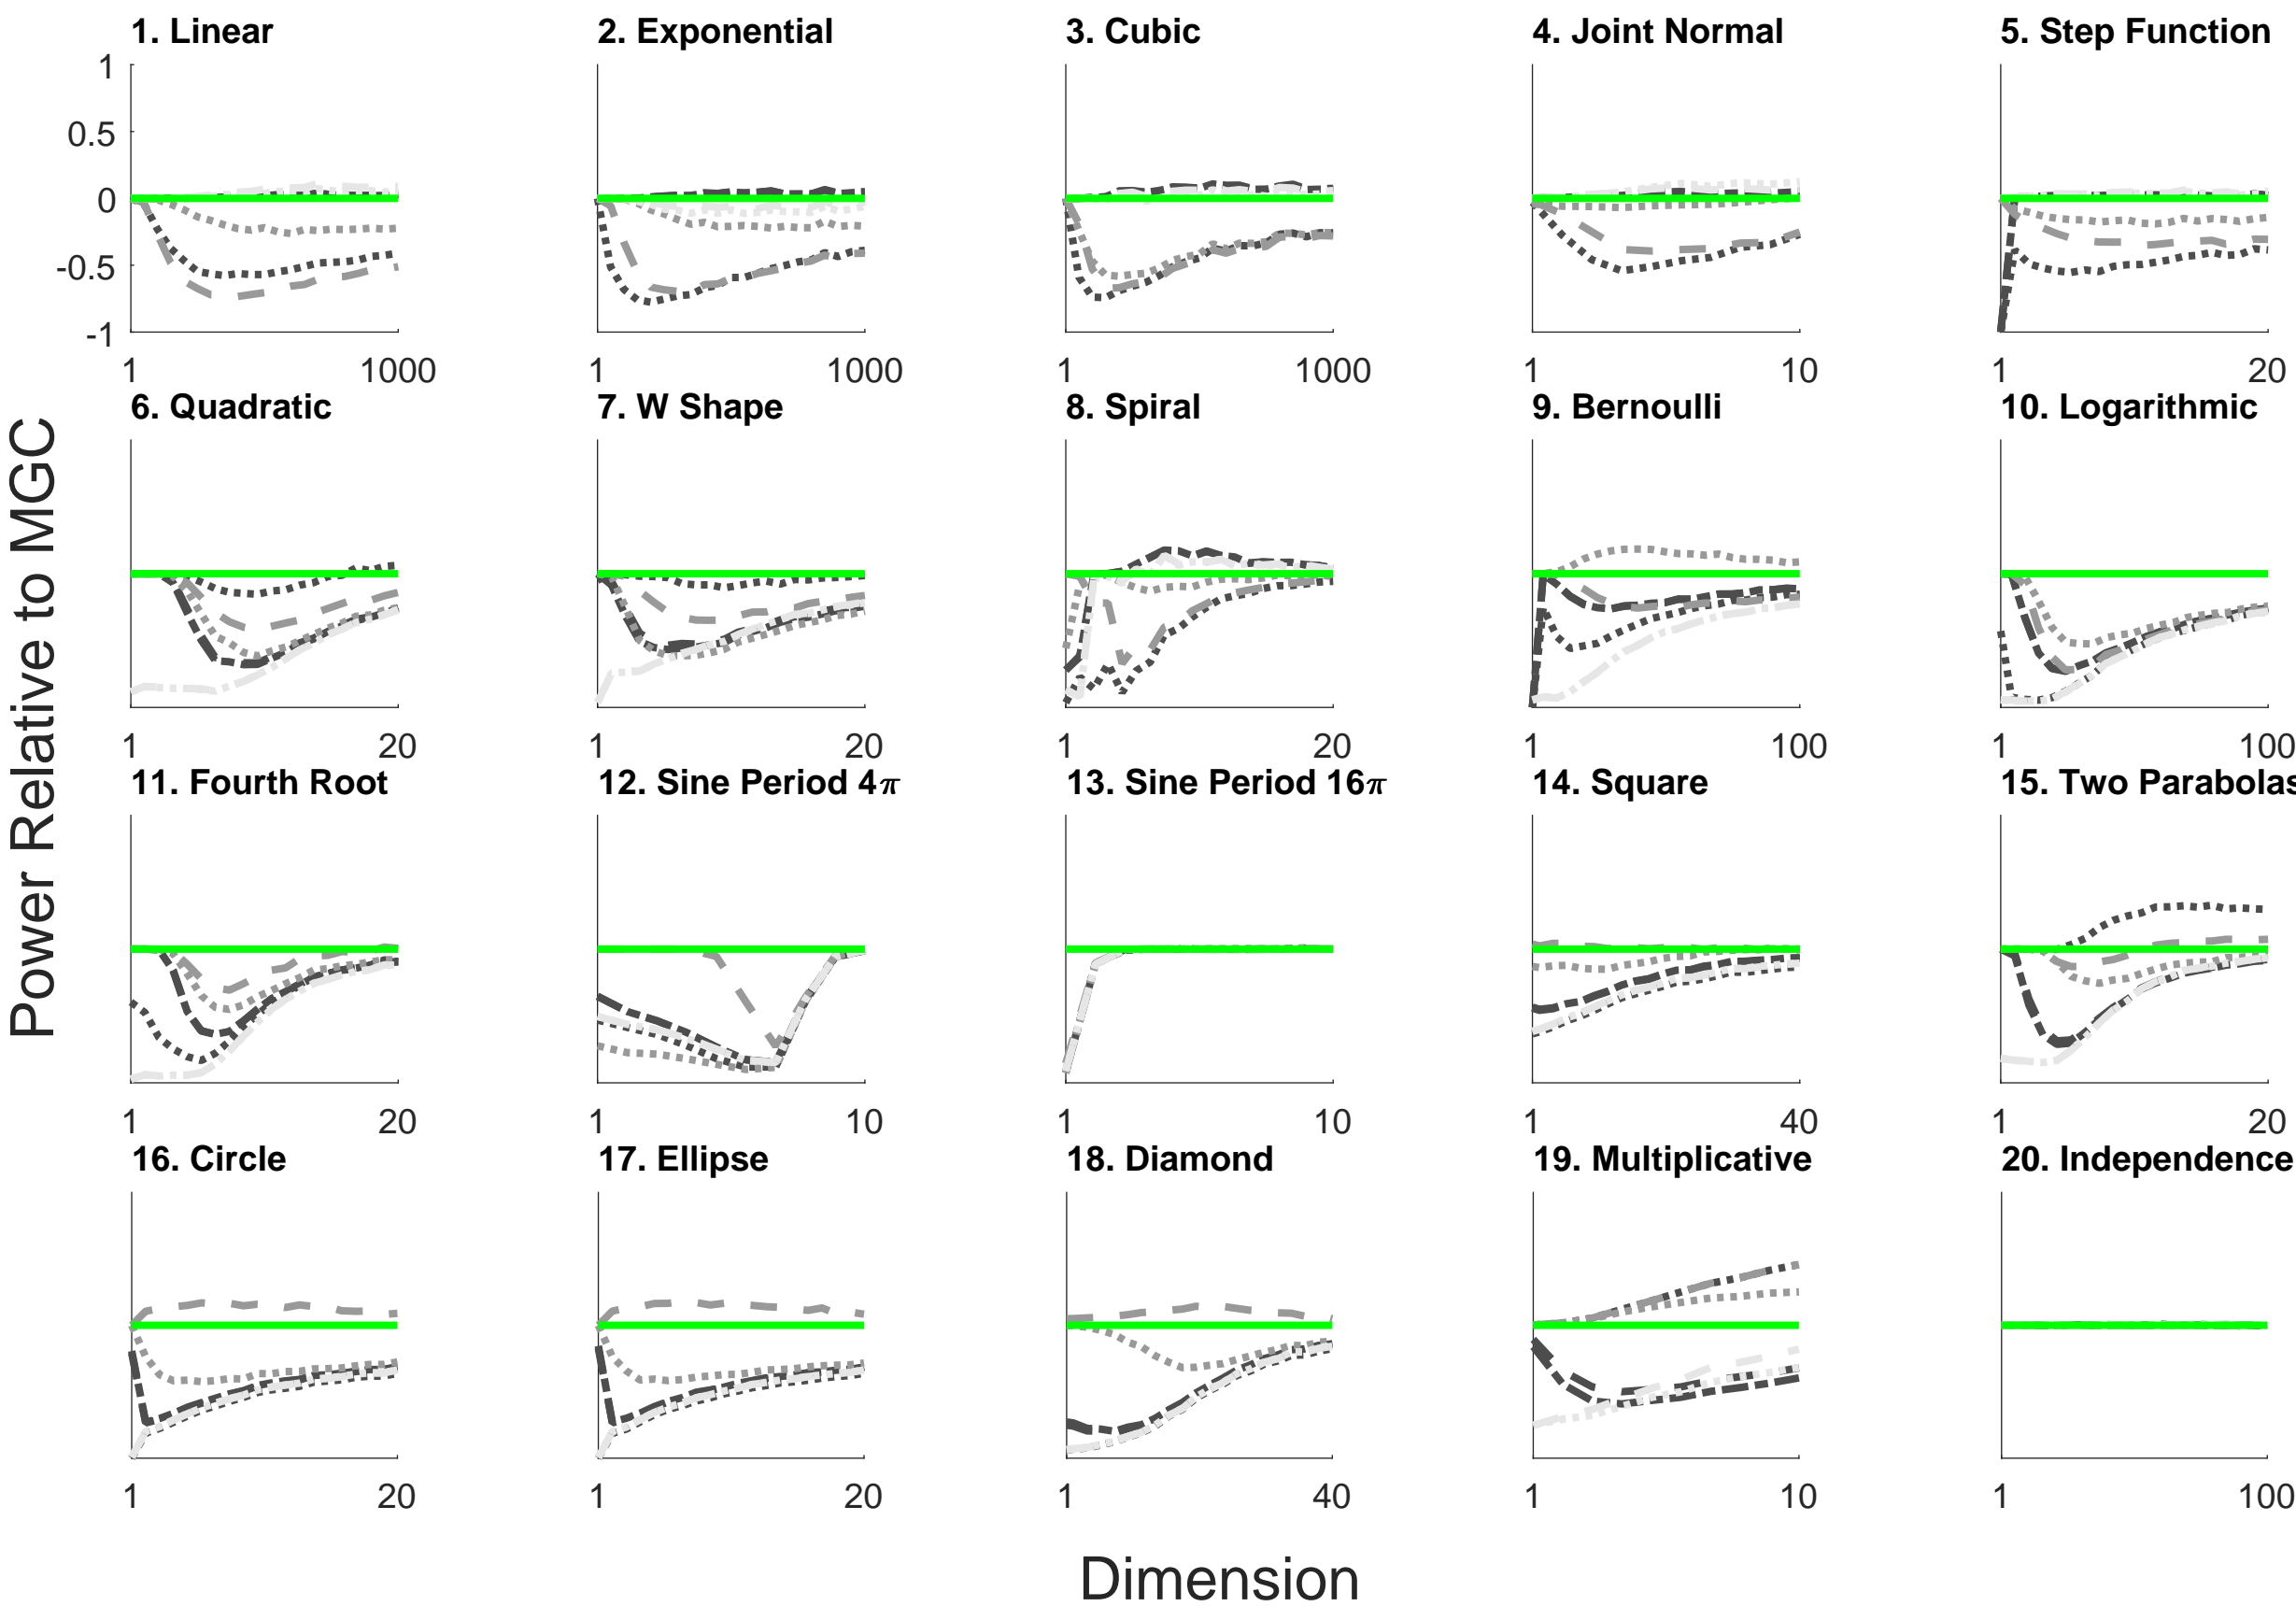 1. Linear
2. Exponential
3. Cubic
4. Joint Normal
5. Step Function
1
0.5
0
-0.5
-1
1 1000
1 1000
1 1000
1 10
1 20
6. Quadratic
7. W Shape
8. Spiral
9. Bernoulli
10. Logarithmic
1 20
1 20
1 20
1 100
1 100
11. Fourth Root
12. Sine Period 4π
13. Sine Period 16π
14. Square
15. Two Parabolas
1 20
1 10
1 10
1 40
1 20
16. Circle
17. Ellipse
18. Diamond
19. Multiplicative
20. Independence
1 20
1 20
1 40
1 10
1 100
Power Relative to MGC
Dimension